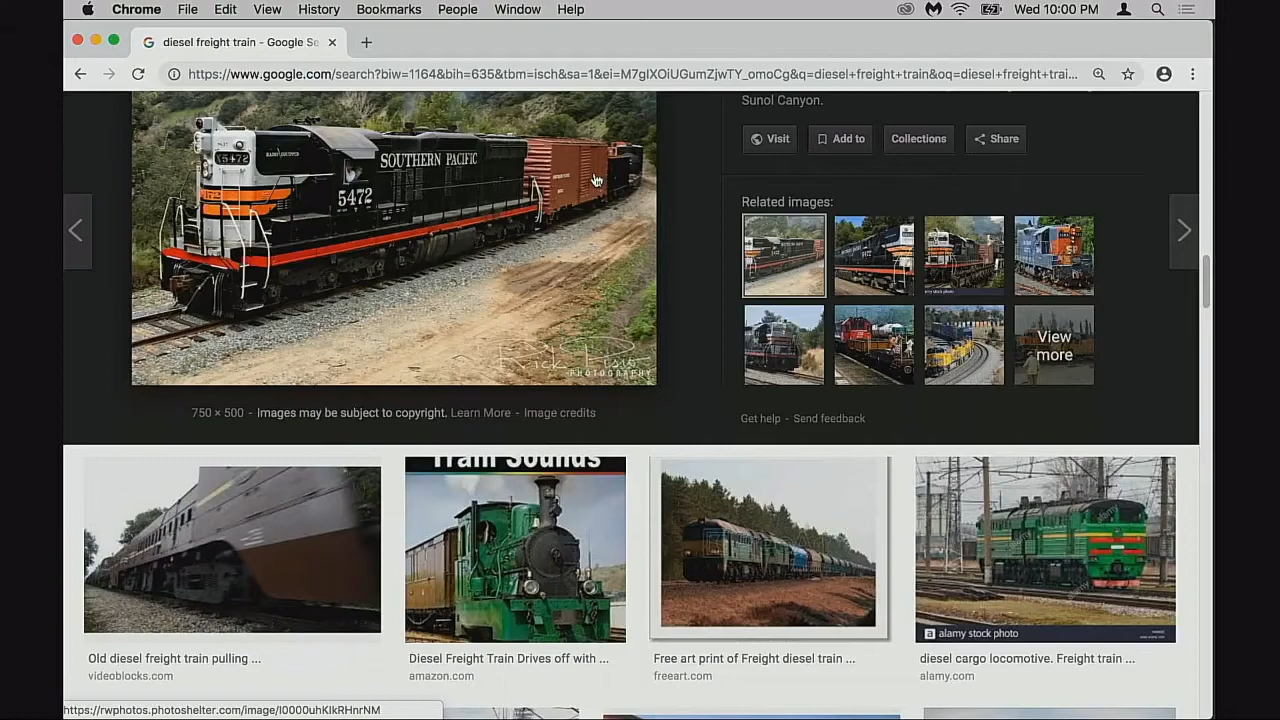 Chrome File Edit View History Bookmarks People Window Help Wed 10:00 PM
diesel freight train - Google Se
https://www.google.com/search?biw=1164&bih=635&tbm=isch&sa=1&ei=M7gIXOiUGumZjwTY_omoCg&q=diesel+freight+train&oq=diesel+freight+trai...
Sunol Canyon.
Visit Add to Collections Share
SOUTHERN PACIFIC
5472
5472
Related images:
View more
PHOTOGRAPHY
750 × 500 - Images may be subject to copyright. Learn More - Image credits
Get help - Send feedback
Train Sounds
alamy stock photo
Old diesel freight train pulling ...
videoblocks.com
Diesel Freight Train Drives off with ...
amazon.com
Free art print of Freight diesel train ...
freeart.com
diesel cargo locomotive. Freight train ...
alamy.com
https://rwphotos.photoshelter.com/image/I0000uhKIkRHnrNM